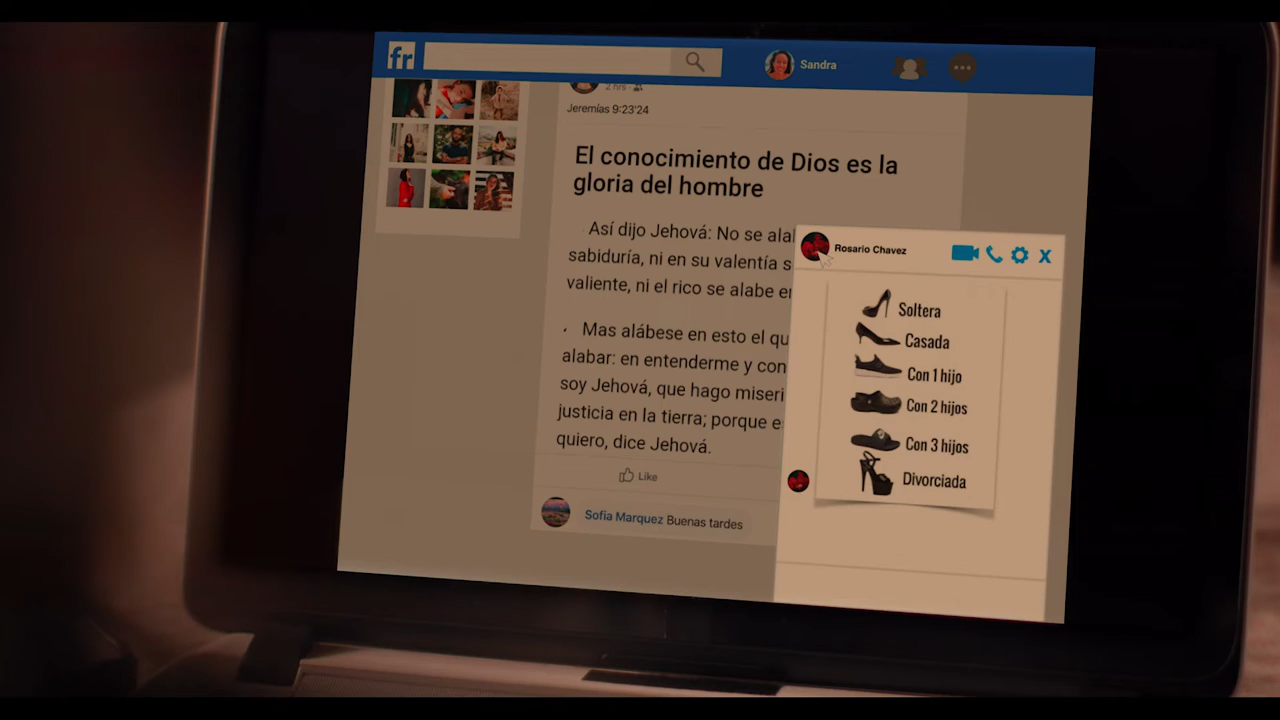 fr
Sandra
2 hrs
Jeremías 9:23'24
El conocimiento de Dios es la
gloria del hombre
Así dijo Jehová: No se ala
sabiduría, ni en su valentía s
valiente, ni el rico se alabe e
Mas alábese en esto el qu
alabar: en entenderme y con
soy Jehová, que hago miseri
justicia en la tierra; porque e
quiero, dice Jehová.
Like
Sofia Marquez Buenas tardes
Rosario Chavez
X
Soltera
Casada
Con 1 hijo
Con 2 hijos
Con 3 hijos
Divorciada